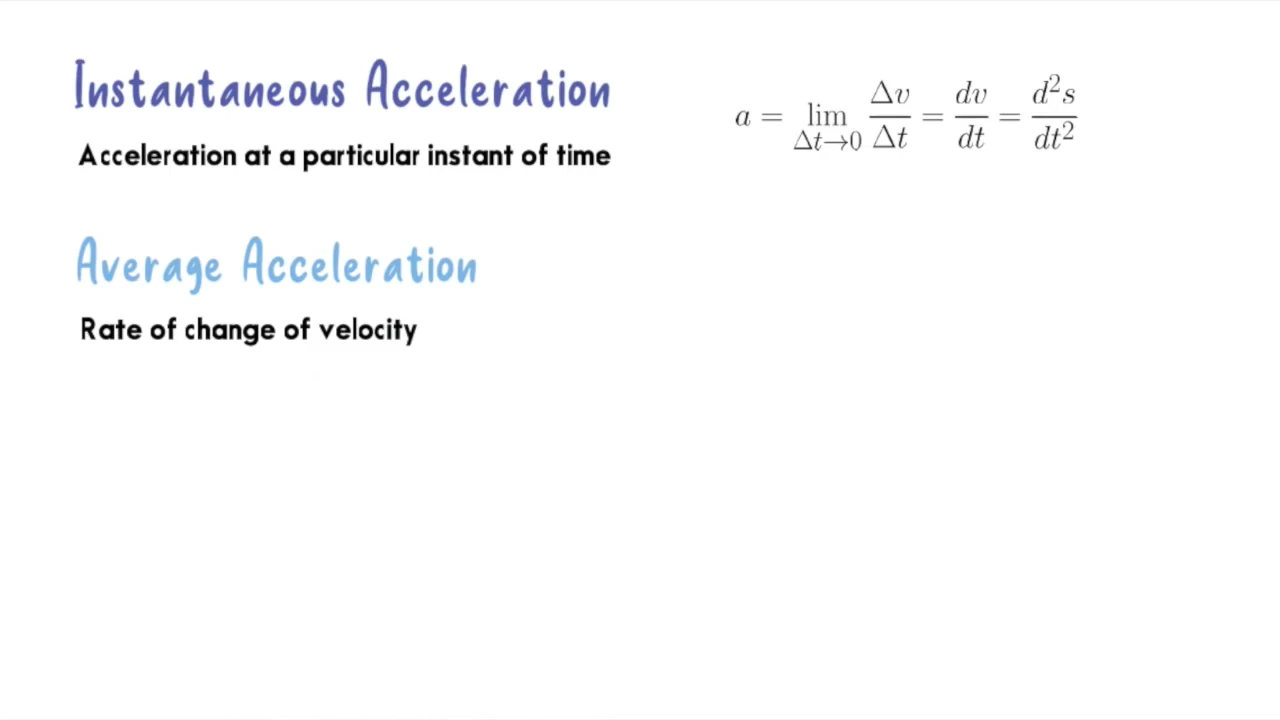 Instantaneous Acceleration
Acceleration at a particular instant of time
a = lim Δt→0 Δv/Δt = dv/dt = d²s/dt²
Average Acceleration
Rate of change of velocity